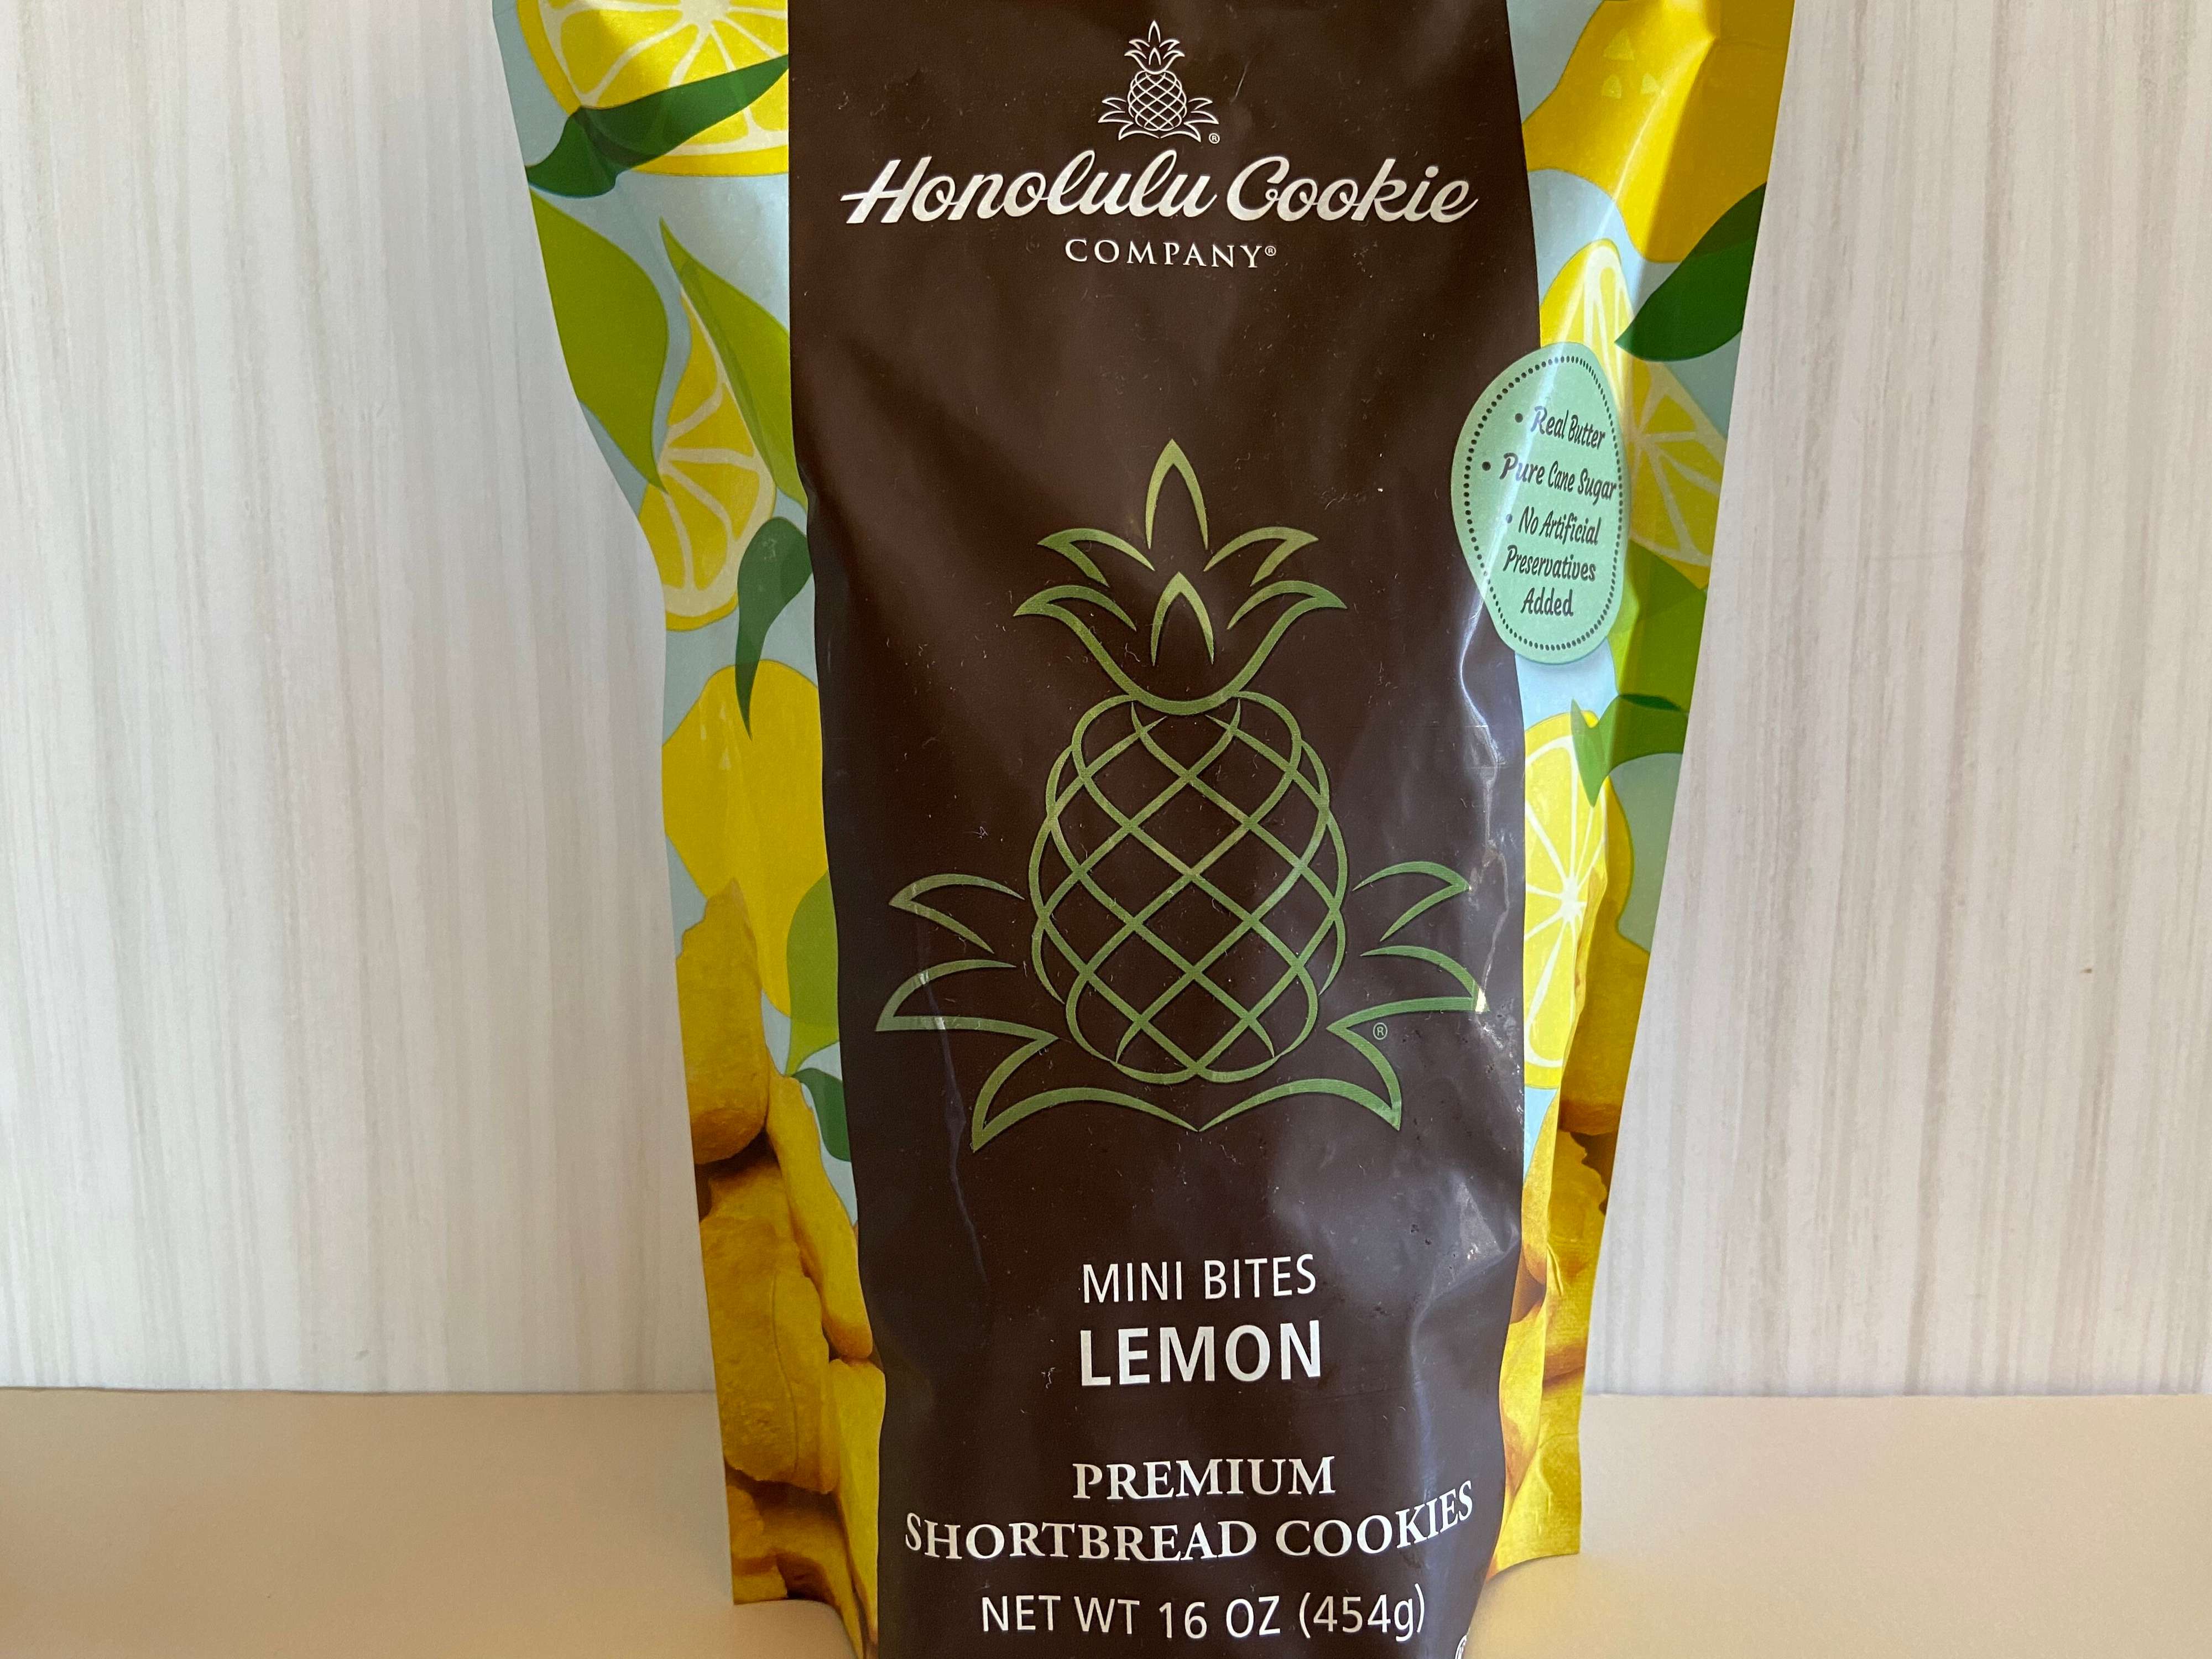 ®
Honolulu Cookie
COMPANY®
• Real Butter
• Pure Cane Sugar
• No Artificial
Preservatives
Added
®
MINI BITES
LEMON
PREMIUM
SHORTBREAD COOKIES
NET WT 16 OZ (454g)